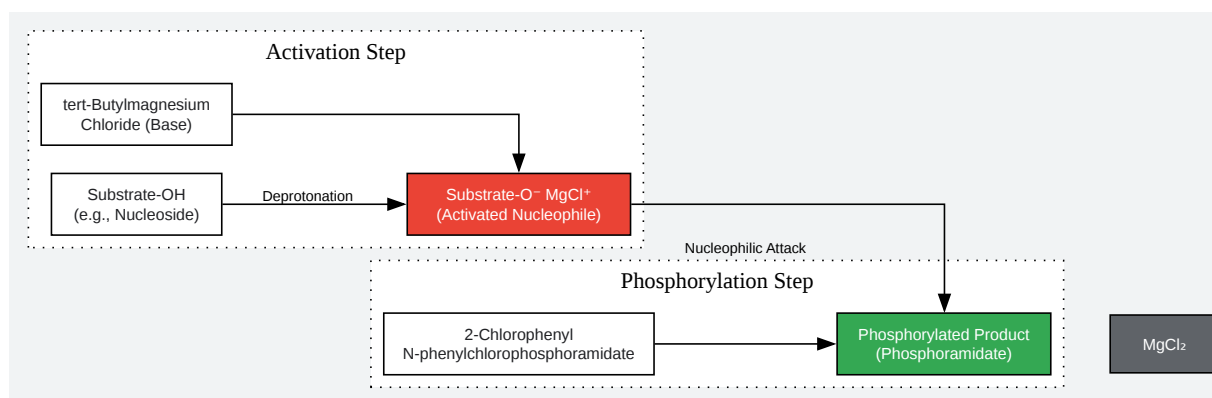 Activation Step
tert-Butylmagnesium
Chloride (Base)
Substrate-OH
(e.g., Nucleoside)
Deprotonation
Substrate-O⁻ MgCl⁺
(Activated Nucleophile)
Nucleophilic Attack
Phosphorylation Step
2-Chlorophenyl
N-phenylchlorophosphoramidate
Phosphorylated Product
(Phosphoramidate)
MgCl₂